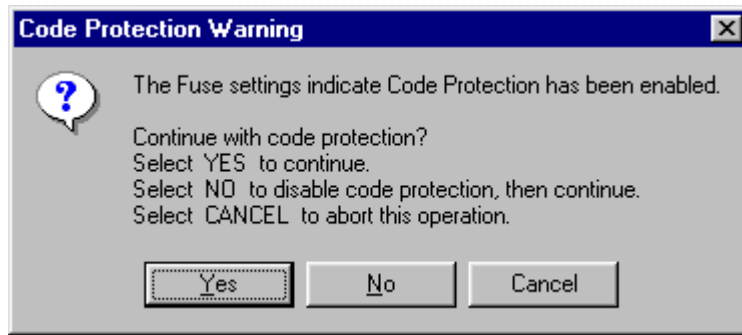 Code Protection Warning
The Fuse settings indicate Code Protection has been enabled.
Continue with code protection?
Select YES to continue.
Select NO to disable code protection, then continue.
Select CANCEL to abort this operation.
Yes No Cancel